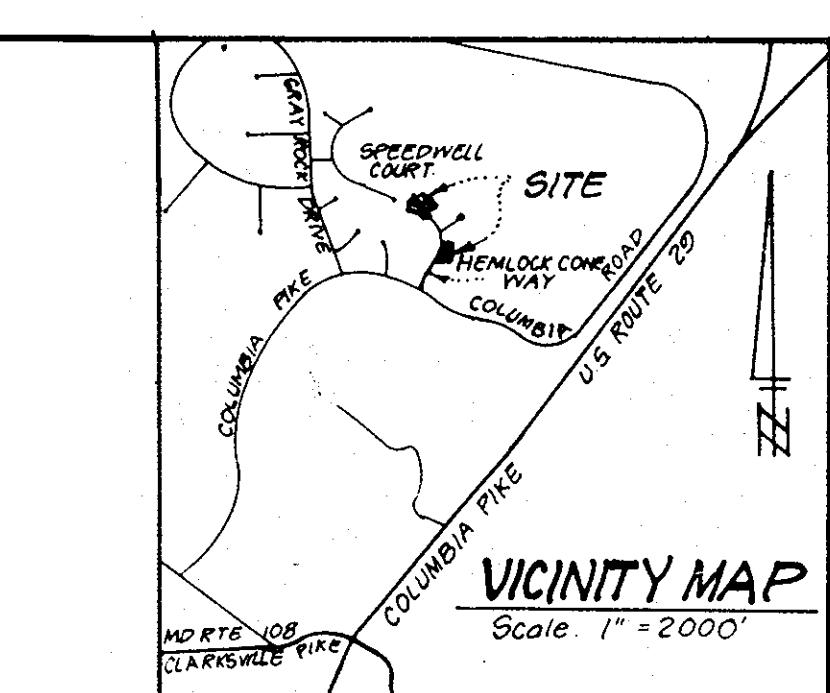 GRAY ROCK DRIVE
SPEEDWELL
COURT
SITE
HEMLOCK CONE
WAY
COLUMBIA ROAD
U.S. ROUTE 29
COLUMBIA PIKE
COLUMBIA PIKE
N
VICINITY MAP
Scale. 1" = 2000'
MD RTE 108
CLARKSVILLE PIKE